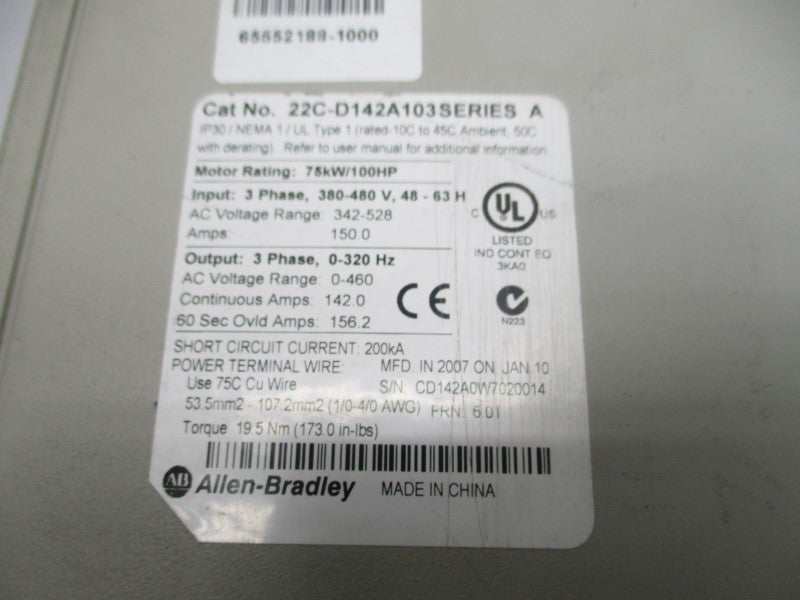 65652188-1000
Cat No. 22C-D142A103SERIES A
IP30 / NEMA 1 / UL Type 1 (rated-10C to 45C Ambient, 50C
with derating). Refer to user manual for additional information
Motor Rating: 75kW/100HP
Input: 3 Phase, 380-480 V, 48 - 63 H
AC Voltage Range: 342-528
Amps: 150.0
C UL US
LISTED
IND CONT EQ
3KA0
Output: 3 Phase, 0-320 Hz
AC Voltage Range: 0-460
Continuous Amps: 142.0
60 Sec Ovld Amps: 156.2
CE
N223
SHORT CIRCUIT CURRENT: 200kA
POWER TERMINAL WIRE: MFD. IN 2007 ON JAN 10
Use 75C Cu Wire S/N: CD142A0W7020014
53.5mm2 - 107.2mm2 (1/0-4/0 AWG) FRN: 6.01
Torque 19.5 Nm (173.0 in-lbs)
AB Allen-Bradley MADE IN CHINA